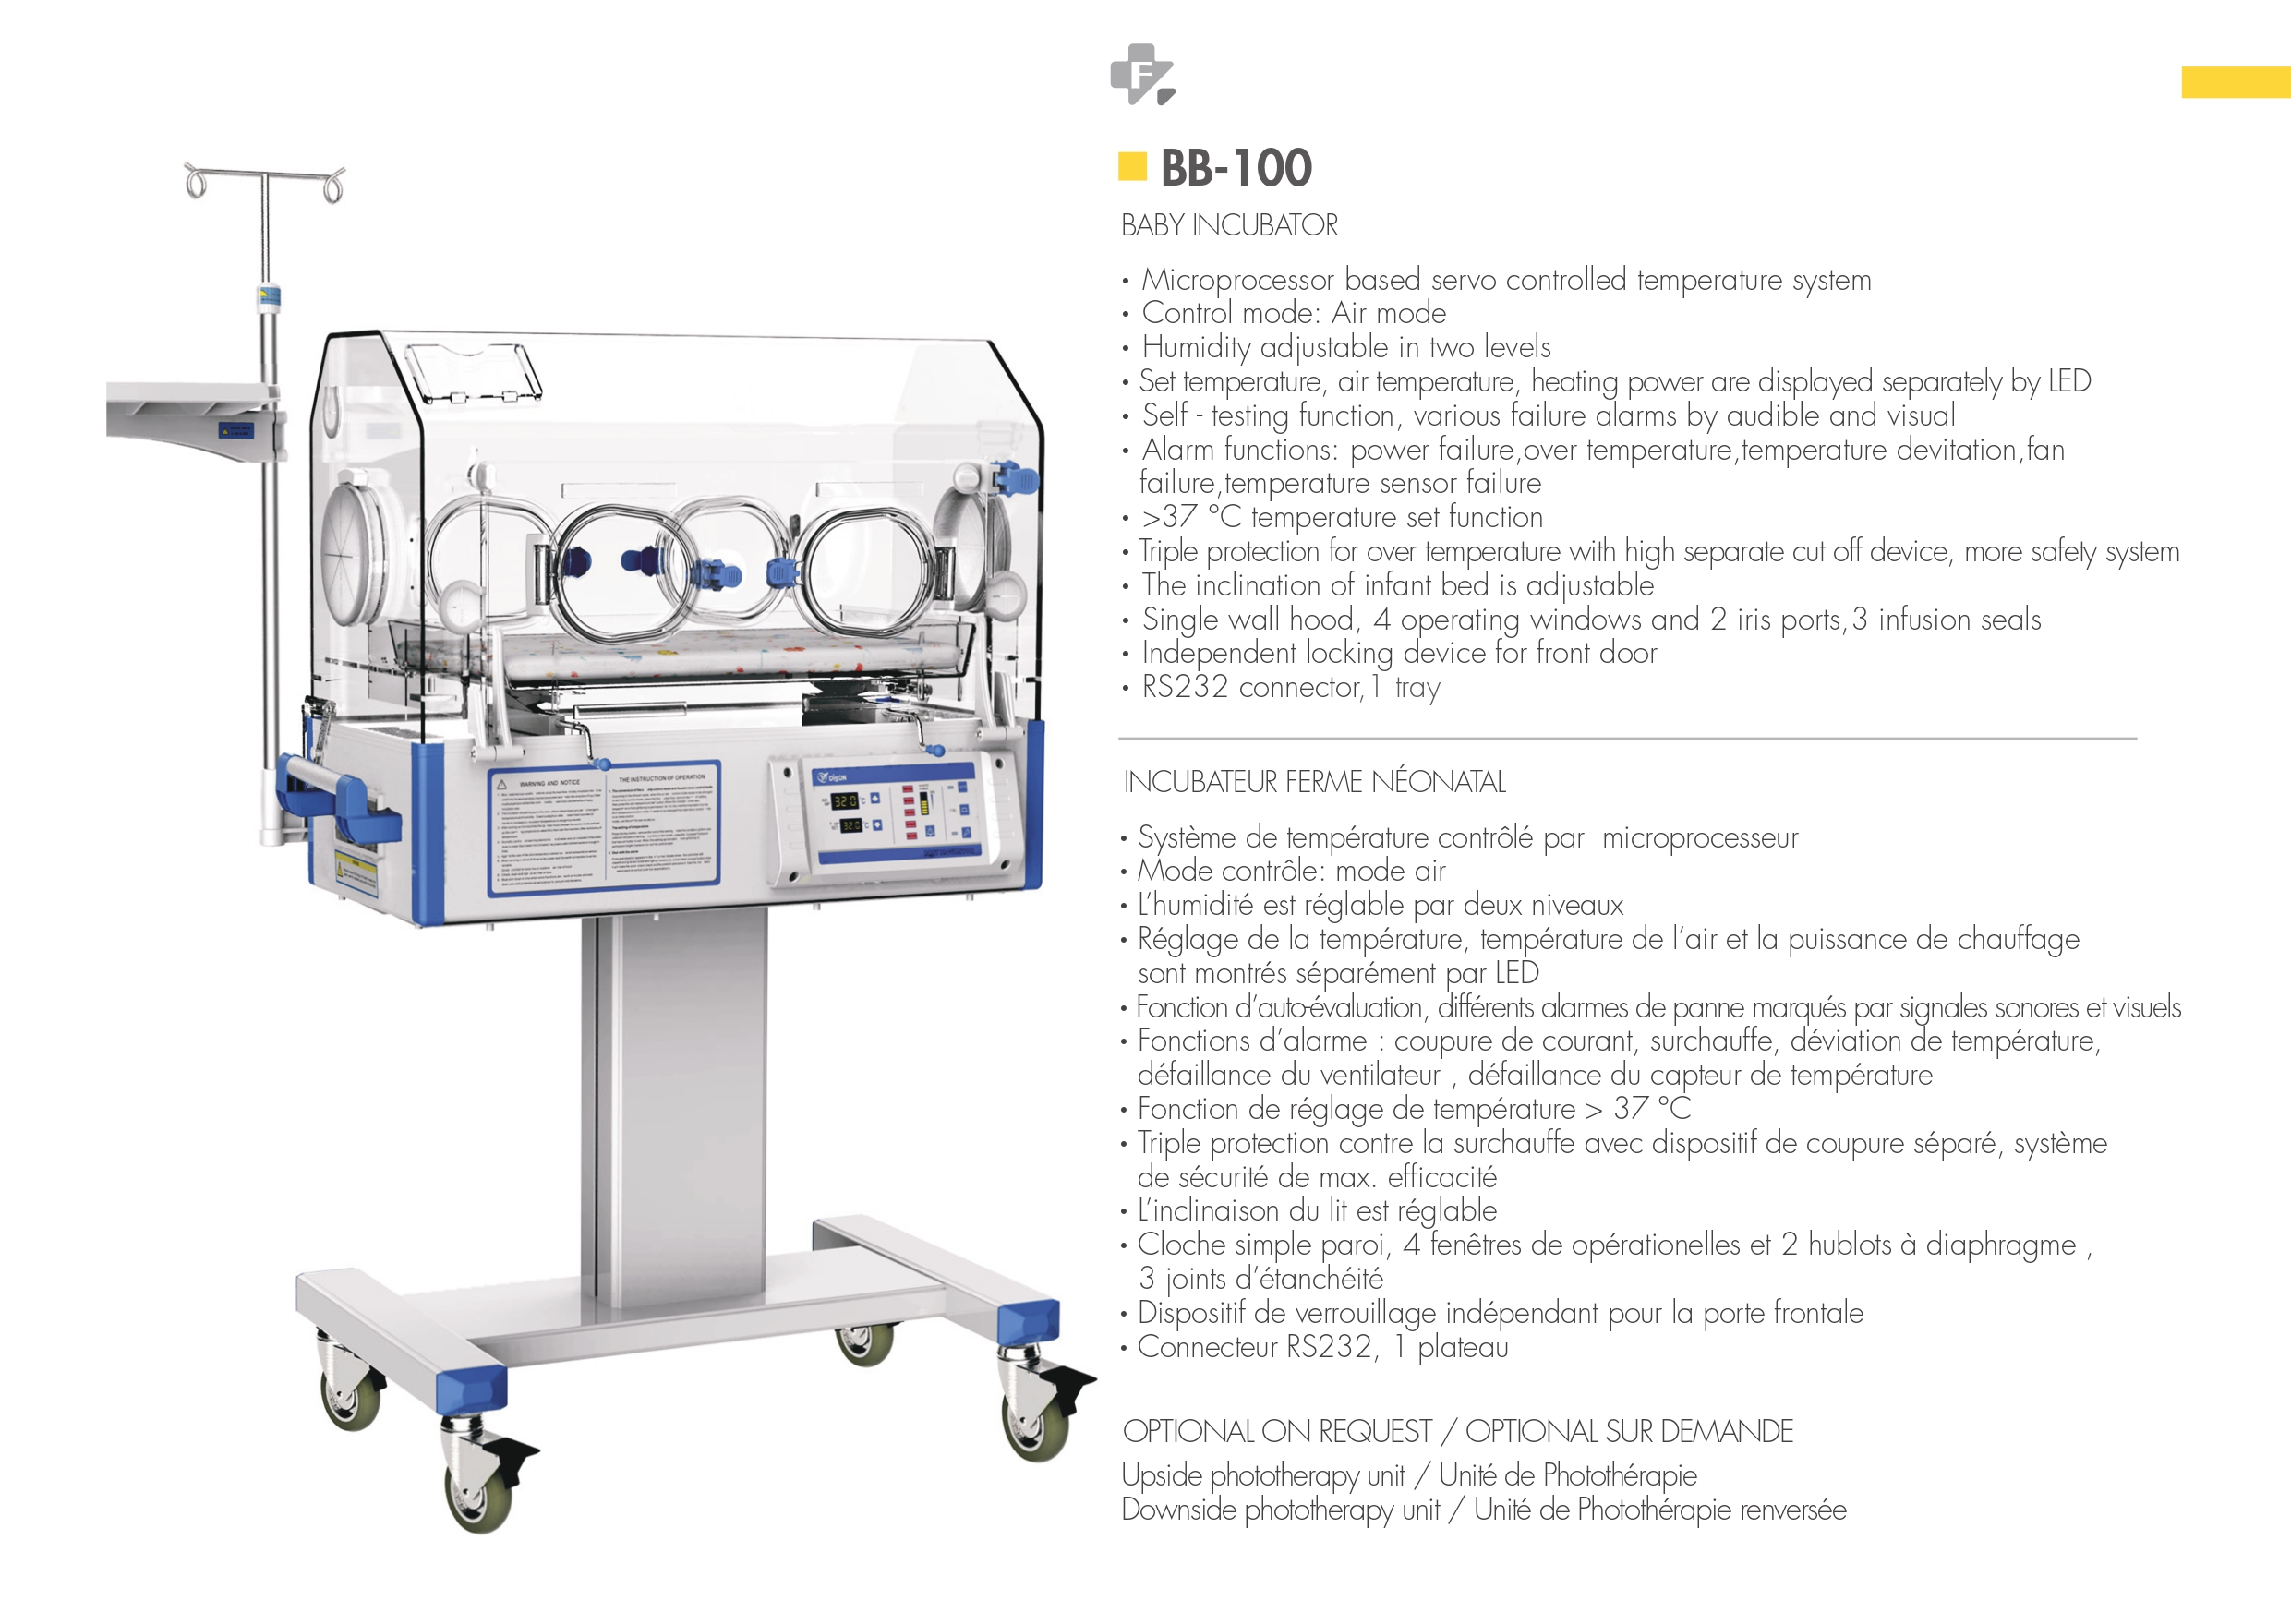 F
BB-100
BABY INCUBATOR
• Microprocessor based servo controlled temperature system
• Control mode: Air mode
• Humidity adjustable in two levels
• Set temperature, air temperature, heating power are displayed separately by LED
• Self - testing function, various failure alarms by audible and visual
• Alarm functions: power failure,over temperature,temperature devitation,fan
failure,temperature sensor failure
• >37 °C temperature set function
• Triple protection for over temperature with high separate cut off device, more safety system
• The inclination of infant bed is adjustable
• Single wall hood, 4 operating windows and 2 iris ports,3 infusion seals
• Independent locking device for front door
• RS232 connector,1 tray
INCUBATEUR FERME NÉONATAL
• Système de température contrôlé par microprocesseur
• Mode contrôle: mode air
• L'humidité est réglable par deux niveaux
• Réglage de la température, température de l'air et la puissance de chauffage
sont montrés séparément par LED
• Fonction d'auto-évaluation, différents alarmes de panne marqués par signales sonores et visuels
• Fonctions d'alarme : coupure de courant, surchauffe, déviation de température,
défaillance du ventilateur , défaillance du capteur de température
• Fonction de réglage de température > 37 °C
• Triple protection contre la surchauffe avec dispositif de coupure séparé, système
de sécurité de max. efficacité
• L'inclinaison du lit est réglable
• Cloche simple paroi, 4 fenêtres de opérationelles et 2 hublots à diaphragme ,
3 joints d'étanchéité
• Dispositif de verrouillage indépendant pour la porte frontale
• Connecteur RS232, 1 plateau
OPTIONAL ON REQUEST / OPTIONAL SUR DEMANDE
Upside phototherapy unit / Unité de Photothérapie
Downside phototherapy unit / Unité de Photothérapie renversée
WARNING AND NOTICE
THE INSTRUCTION OF OPERATION
DISON
32.0
32.0